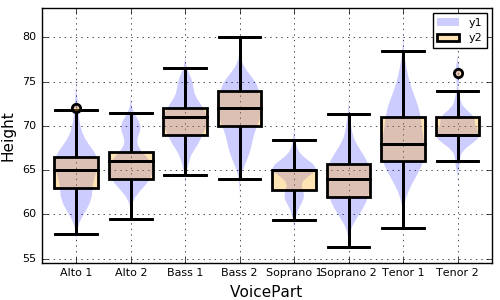 y1
y2
Height
80
75
70
65
60
55
Alto 1 Alto 2 Bass 1 Bass 2 Soprano 1 Soprano 2 Tenor 1 Tenor 2
VoicePart